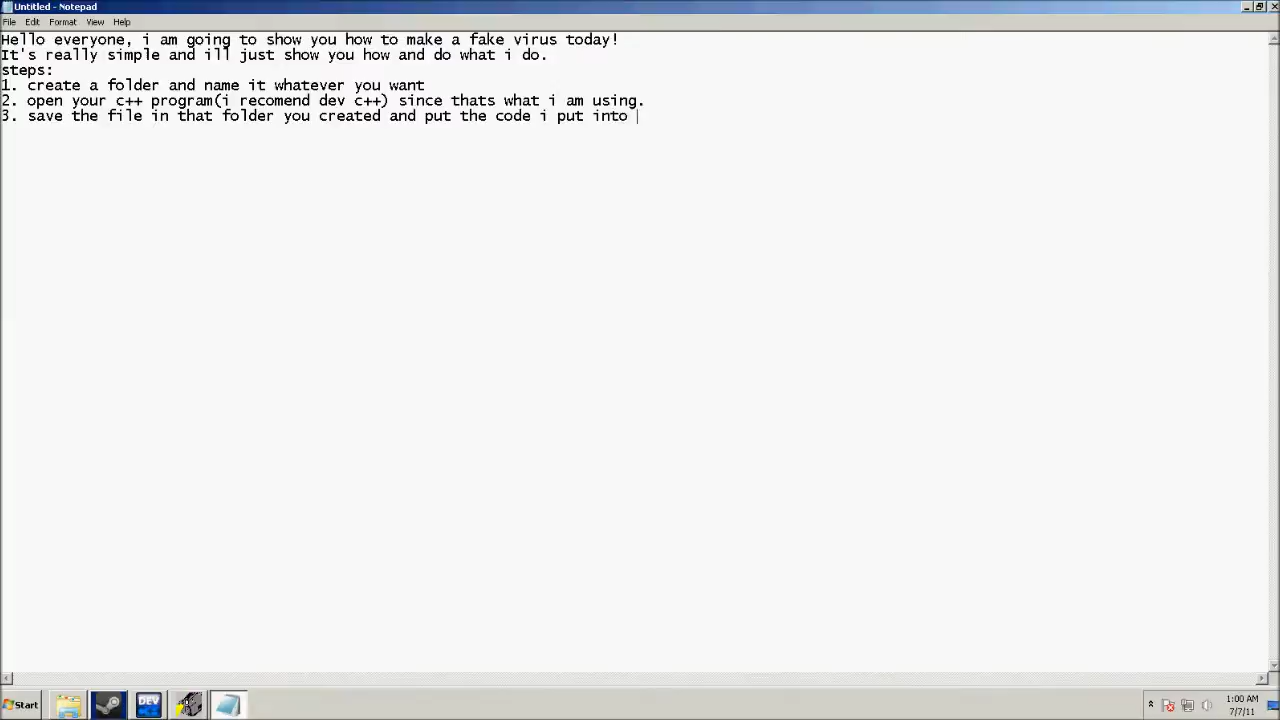 Untitled - Notepad
File Edit Format View Help
Hello everyone, i am going to show you how to make a fake virus today!
It's really simple and ill just show you how and do what i do.
steps:
1. create a folder and name it whatever you want
2. open your c++ program(i recomend dev c++) since thats what i am using.
3. save the file in that folder you created and put the code i put into
Start
DEV
1:00 AM
7/7/11